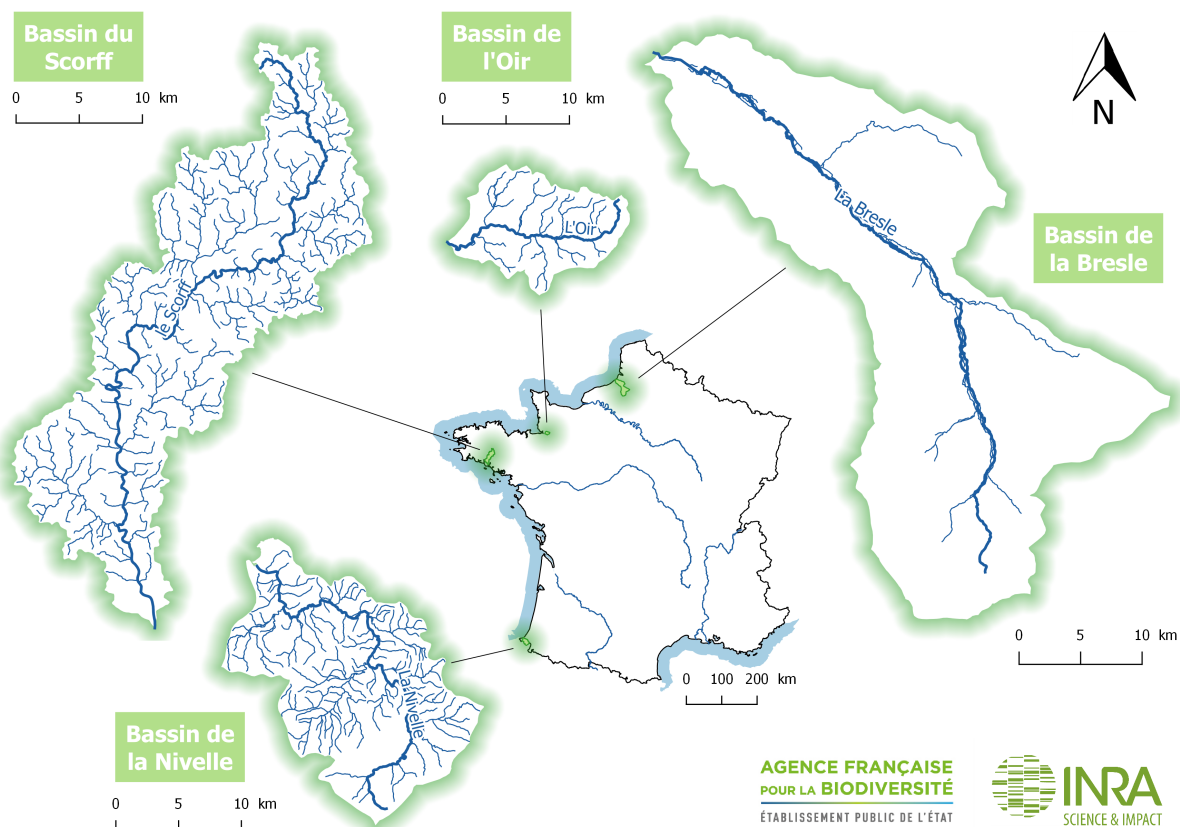 Bassin du
Scorff
0 5 10 km
Bassin de
l'Oir
0 5 10 km
N
Bassin de
la Bresle
0 5 10 km
La Bresle
L'Oir
Le Scorff
La Nivelle
Bassin de
la Nivelle
0 5 10 km
0 100 200 km
AGENCE FRANÇAISE
POUR LA BIODIVERSITÉ
ÉTABLISSEMENT PUBLIC DE L'ÉTAT
INRA
SCIENCE & IMPACT